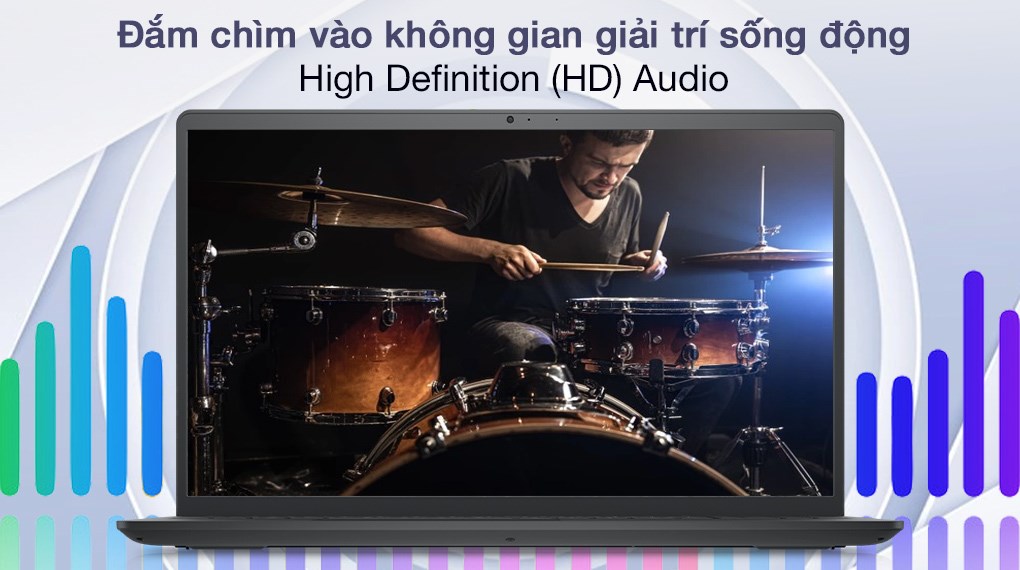 Đắm chìm vào không gian giải trí sống động
High Definition (HD) Audio